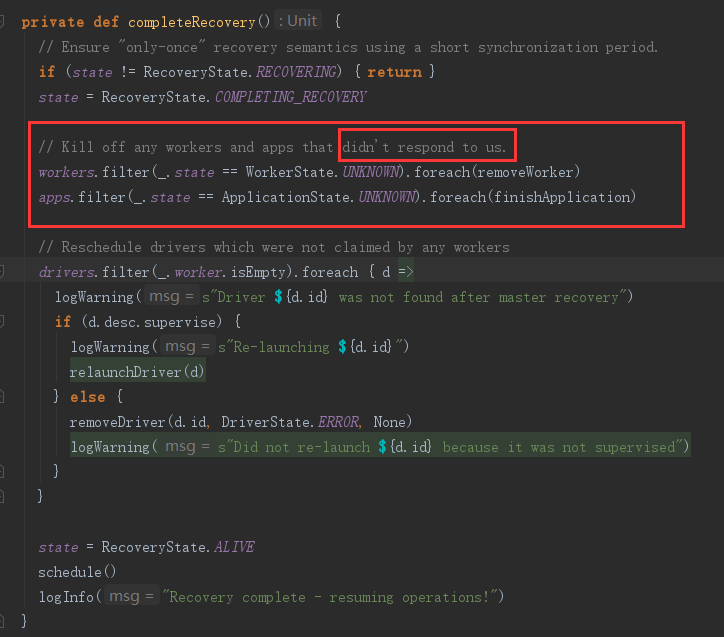 private def completeRecovery() : Unit {
// Ensure "only-once" recovery semantics using a short synchronization period.
if (state != RecoveryState.RECOVERING) { return }
state = RecoveryState.COMPLETING_RECOVERY
// Kill off any workers and apps that didn't respond to us.
workers.filter(_.state == WorkerState.UNKNOWN).foreach(removeWorker)
apps.filter(_.state == ApplicationState.UNKNOWN).foreach(finishApplication)
// Reschedule drivers which were not claimed by any workers
drivers.filter(_.worker.isEmpty).foreach { d =>
logWarning( msg = s"Driver ${d.id} was not found after master recovery")
if (d.desc.supervise) {
logWarning( msg = s"Re-launching ${d.id}")
relaunchDriver(d)
} else {
removeDriver(d.id, DriverState.ERROR, None)
logWarning( msg = s"Did not re-launch ${d.id} because it was not supervised")
}
}
state = RecoveryState.ALIVE
schedule()
logInfo( msg = "Recovery complete - resuming operations!")
}